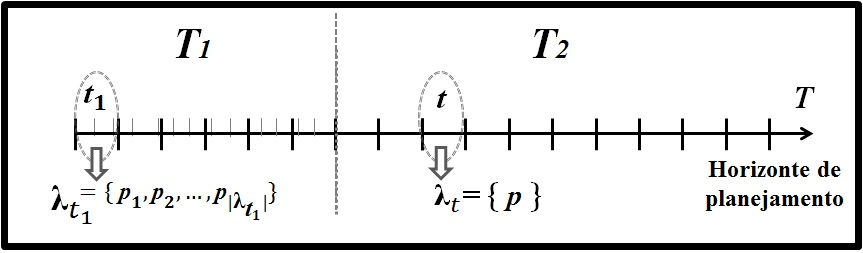 T₁ T₂
t₁ t T
λₜ₁ = { p₁, p₂, ..., p|λₜ₁| } λₜ = { p } Horizonte de
planejamento